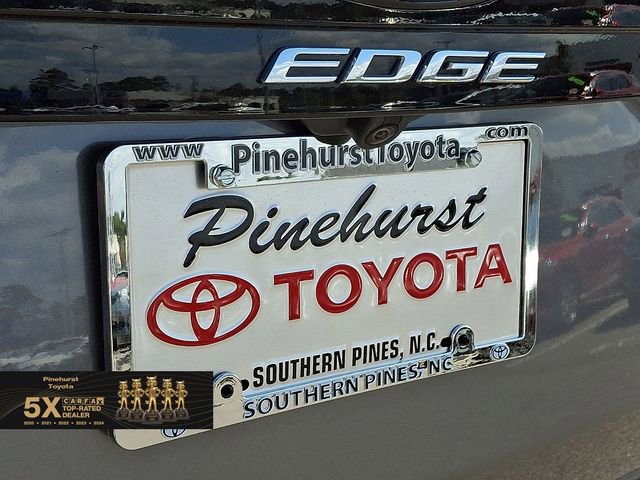 EDGE
www PinehurstToyota com
Pinehurst
TOYOTA
SOUTHERN PINES, N.C.
SOUTHERN PINES, NC
Pinehurst
Toyota
5X CARFAX
TOP-RATED
DEALER
2020 • 2021 • 2022 • 2023 • 2024